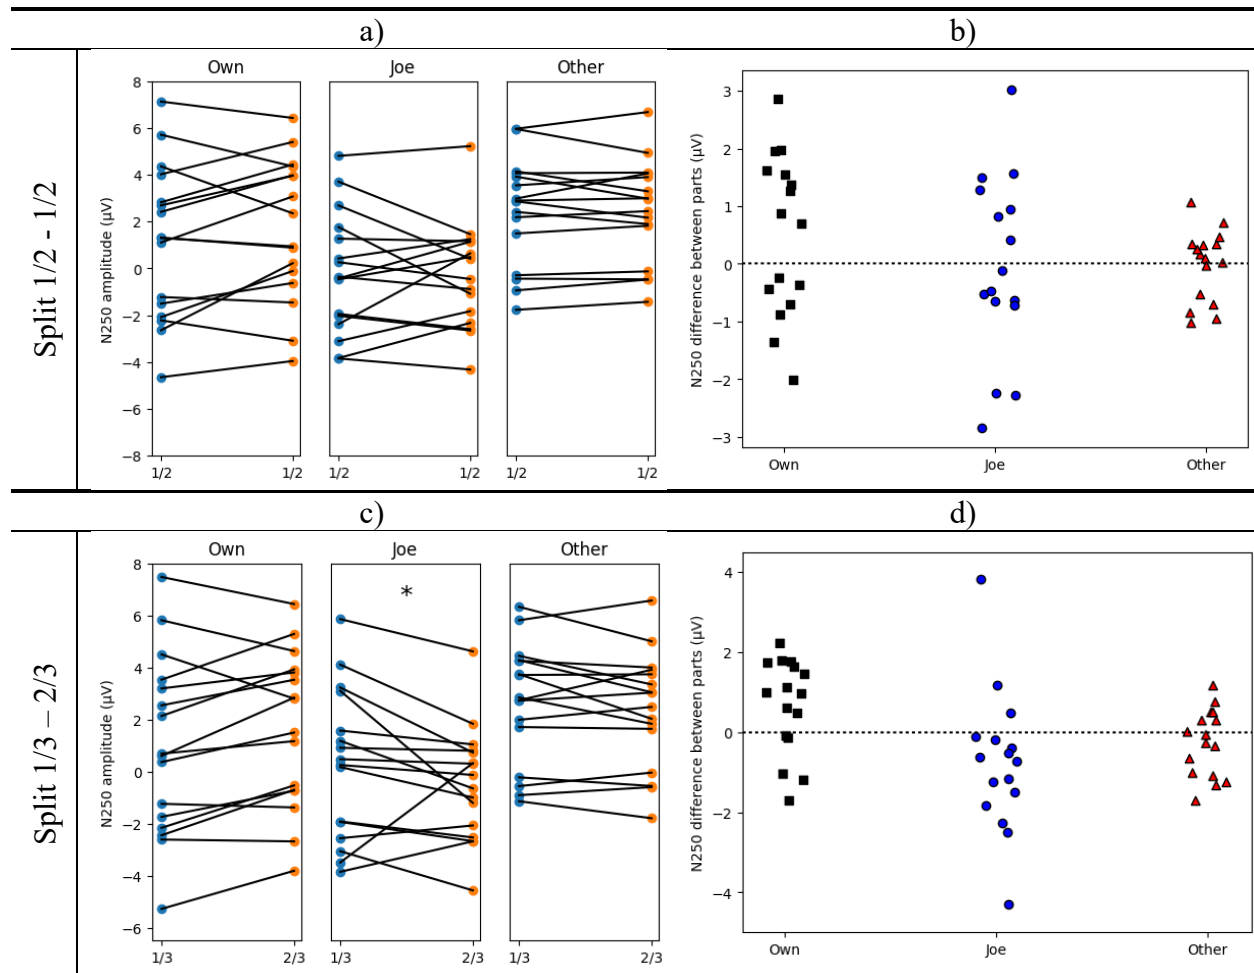 a)
b)
Split 1/2 - 1/2
Own
Joe
Other
N250 amplitude (μV)
8
6
4
2
0
−2
−4
−6
−8
1/2
1/2
1/2
1/2
1/2
1/2
N250 difference between parts (μV)
3
2
1
0
−1
−2
−3
Own
Joe
Other
c)
d)
Split 1/3 – 2/3
Own
Joe
Other
*
N250 amplitude (μV)
8
6
4
2
0
−2
−4
−6
1/3
2/3
1/3
2/3
1/3
2/3
N250 difference between parts (μV)
4
2
0
−2
−4
Own
Joe
Other